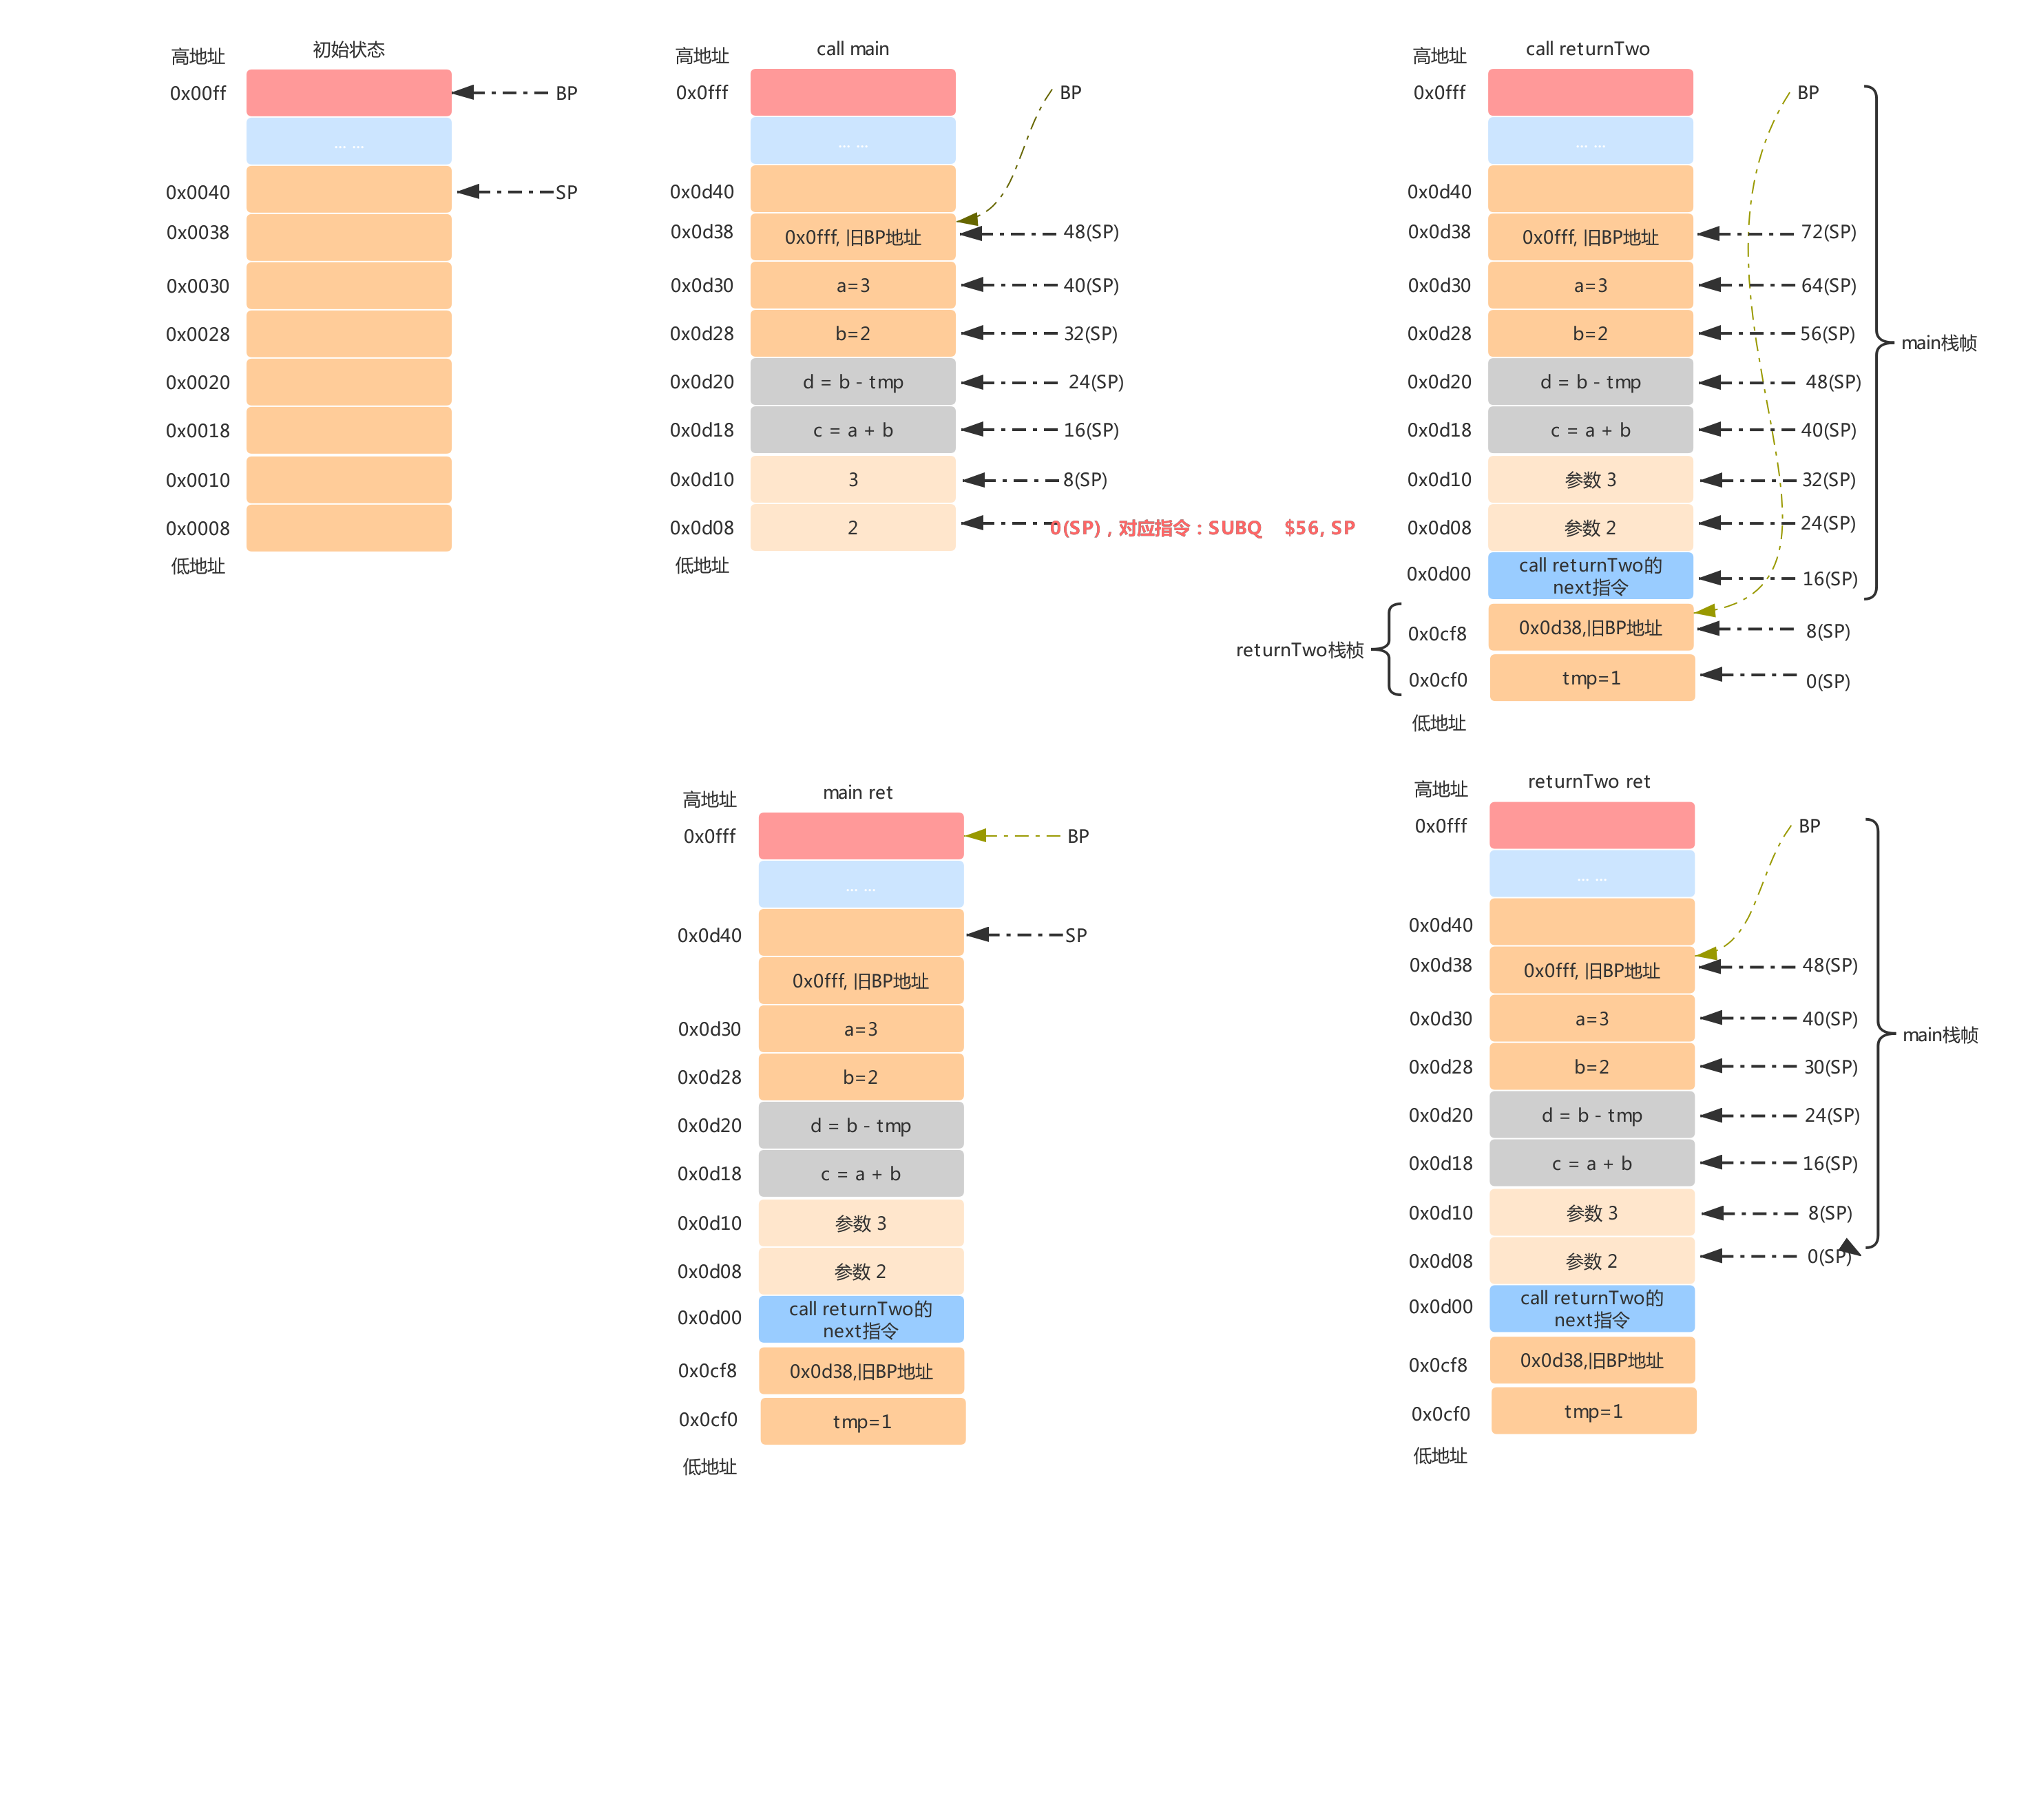 初始状态
高地址
0x00ff
BP
... ...
0x0040
SP
0x0038
0x0030
0x0028
0x0020
0x0018
0x0010
0x0008
低地址
call main
高地址
0x0fff
BP
... ...
0x0d40
0x0d38
0x0fff, 旧BP地址
48(SP)
0x0d30
a=3
40(SP)
0x0d28
b=2
32(SP)
0x0d20
d = b - tmp
24(SP)
0x0d18
c = a + b
16(SP)
0x0d10
3
8(SP)
0x0d08
2
0(SP)，对应指令：SUBQ $56, SP
低地址
call returnTwo
高地址
0x0fff
BP
... ...
0x0d40
0x0d38
0x0fff, 旧BP地址
72(SP)
0x0d30
a=3
64(SP)
0x0d28
b=2
56(SP)
main栈帧
0x0d20
d = b - tmp
48(SP)
0x0d18
c = a + b
40(SP)
0x0d10
参数 3
32(SP)
0x0d08
参数 2
24(SP)
0x0d00
call returnTwo的
next指令
16(SP)
returnTwo栈桢
0x0cf8
0x0d38,旧BP地址
8(SP)
0x0cf0
tmp=1
0(SP)
低地址
main ret
高地址
0x0fff
BP
... ...
0x0d40
SP
0x0fff, 旧BP地址
0x0d30
a=3
0x0d28
b=2
0x0d20
d = b - tmp
0x0d18
c = a + b
0x0d10
参数 3
0x0d08
参数 2
0x0d00
call returnTwo的
next指令
0x0cf8
0x0d38,旧BP地址
0x0cf0
tmp=1
低地址
returnTwo ret
高地址
0x0fff
BP
... ...
0x0d40
0x0d38
0x0fff, 旧BP地址
48(SP)
0x0d30
a=3
40(SP)
main栈帧
0x0d28
b=2
30(SP)
0x0d20
d = b - tmp
24(SP)
0x0d18
c = a + b
16(SP)
0x0d10
参数 3
8(SP)
0x0d08
参数 2
0(SP)
0x0d00
call returnTwo的
next指令
0x0cf8
0x0d38,旧BP地址
0x0cf0
tmp=1
低地址